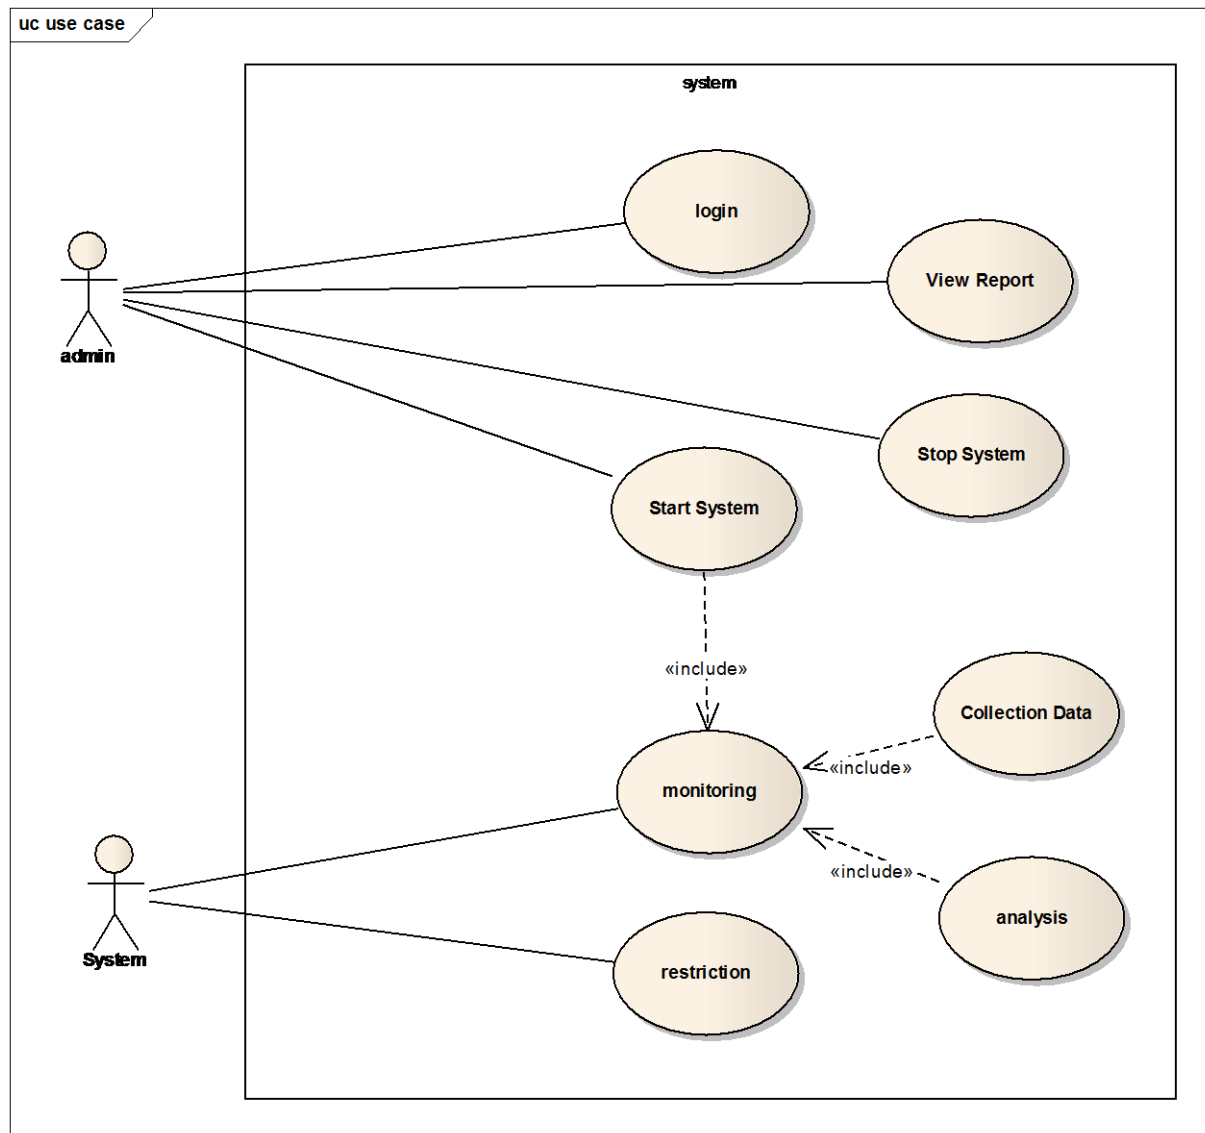 uc use case
system
login
View Report
admin
Stop System
Start System
«include»
Collection Data
«include»
monitoring
«include»
analysis
System
restriction